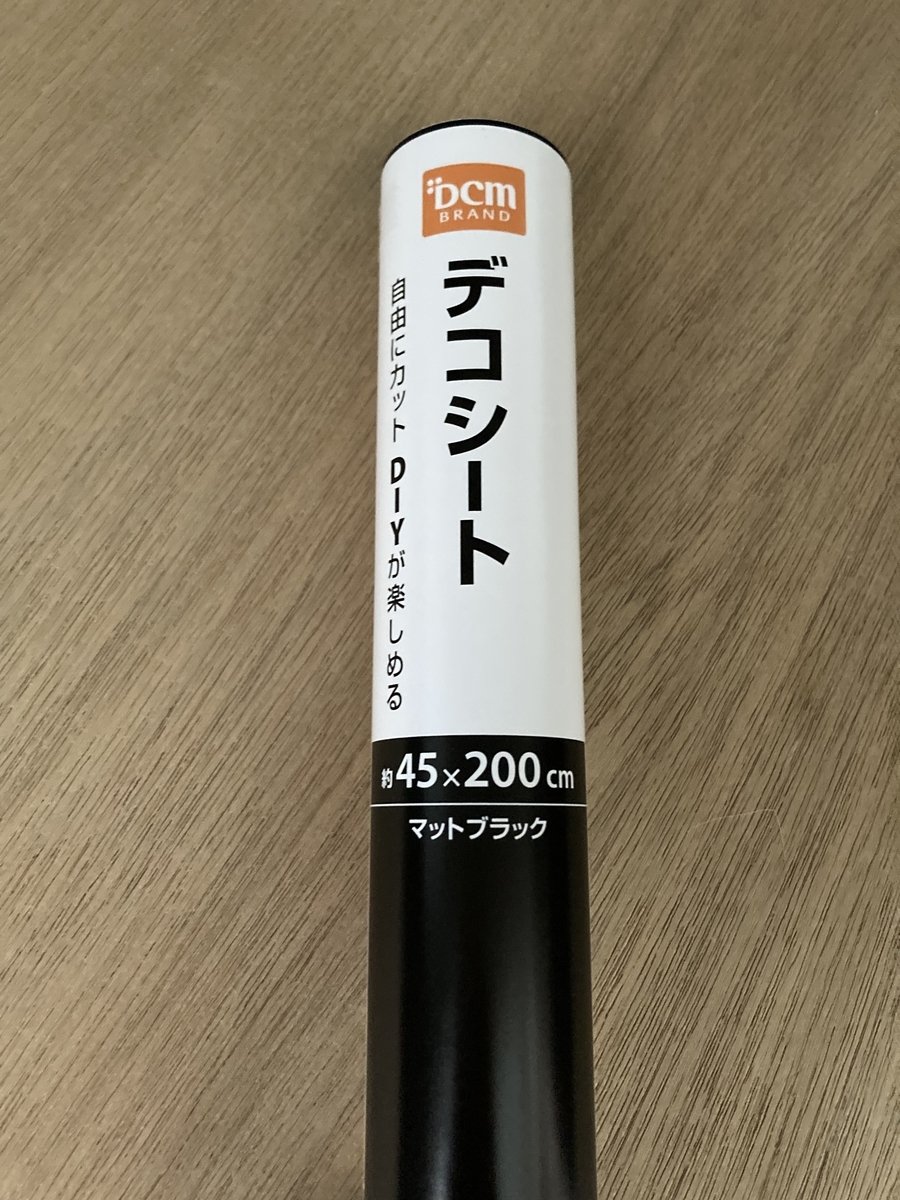 DCM
BRAND
デコシート
自由にカット DIYが楽しめる
約45×200cm
マットブラック